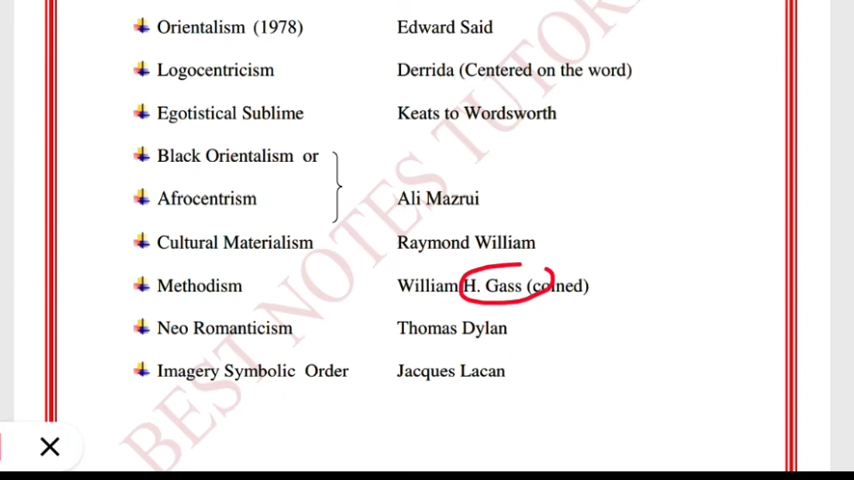 Orientalism (1978) Edward Said
Logocentricism Derrida (Centered on the word)
Egotistical Sublime Keats to Wordsworth
Black Orientalism or
Afrocentrism Ali Mazrui
Cultural Materialism Raymond William
Methodism William H. Gass (coined)
Neo Romanticism Thomas Dylan
Imagery Symbolic Order Jacques Lacan
BEST NOTES TUTOR